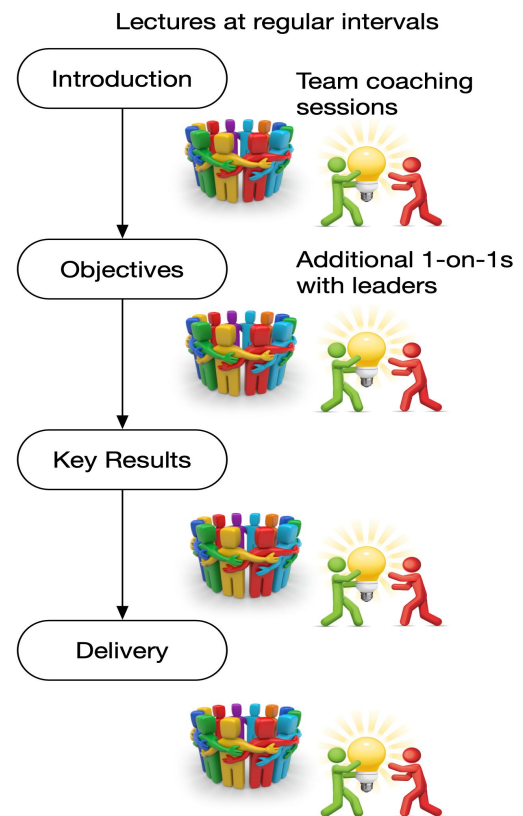 Lectures at regular intervals
Introduction
Team coaching
sessions
Objectives
Additional 1-on-1s
with leaders
Key Results
Delivery